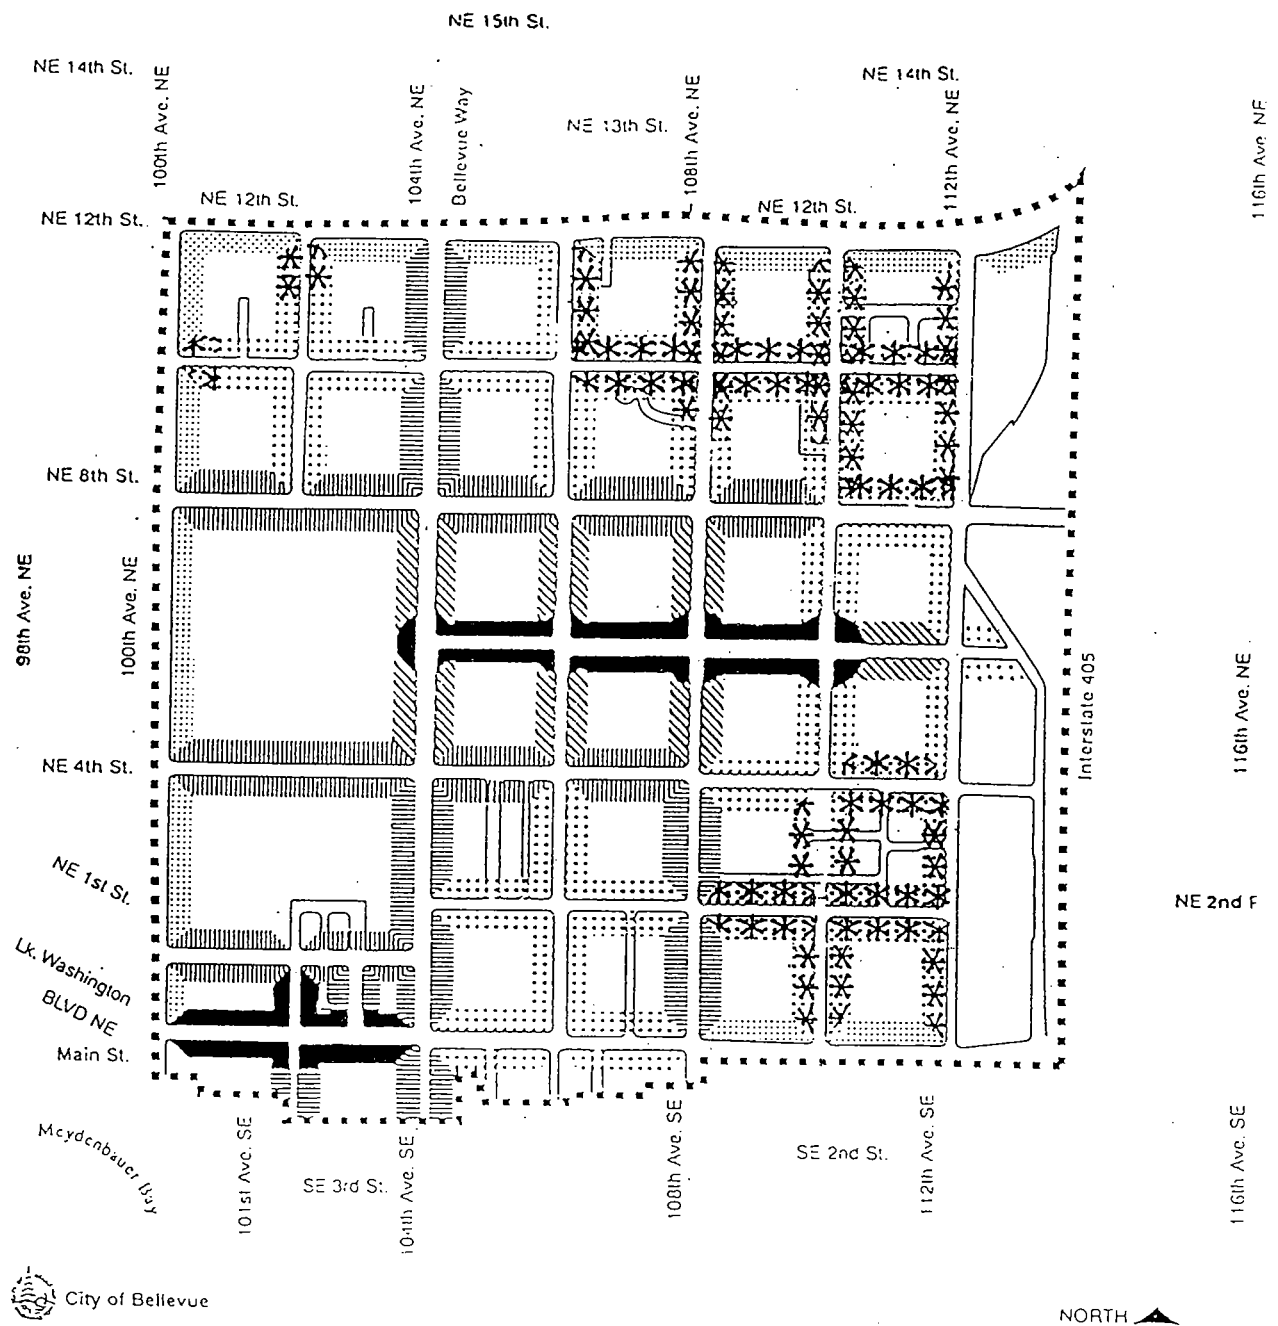 NE 15th St.
NE 14th St.
NE 14th St.
100th Ave. NE
104th Ave. NE
Bellevue Way
NE 13th St.
108th Ave. NE
112th Ave. NE
116th Ave NE
NE 12th St.
NE 12th St.
NE 12th St.
NE 8th St.
98th Ave. NE
100th Ave. NE
Interstate 405
116th Ave. NE
NE 4th St.
NE 1st St.
NE 2nd F
Lk. Washington
BLVD NE
Main St.
Meydenbauer Bay
101st Ave. SE
SE 3rd St.
104th Ave. SE
108th Ave. SE
SE 2nd St.
112th Ave. SE
116th Ave. SE
City of Bellevue
NORTH